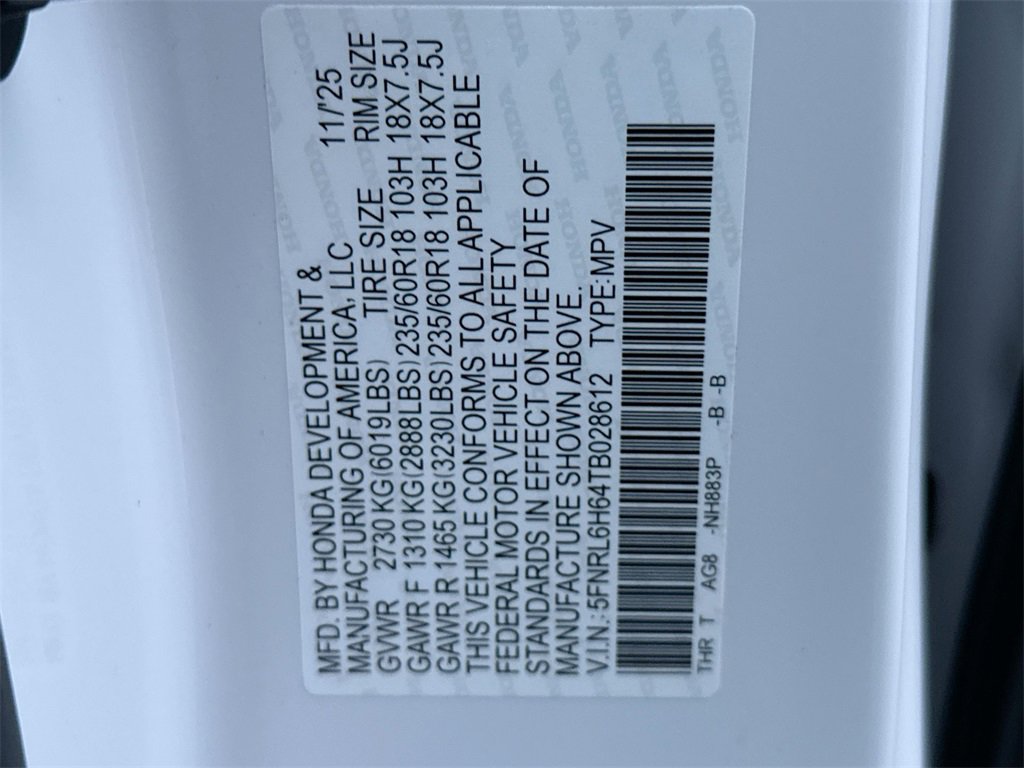 MFD. BY HONDA DEVELOPMENT &
MANUFACTURING OF AMERICA, LLC 11/'25
GVWR 2730 KG(6019LBS) TIRE SIZE RIM SIZE
GAWR F 1310 KG(2888LBS)235/60R18 103H 18X7.5J
GAWR R 1465 KG(3230LBS)235/60R18 103H 18X7.5J
THIS VEHICLE CONFORMS TO ALL APPLICABLE
FEDERAL MOTOR VEHICLE SAFETY
STANDARDS IN EFFECT ON THE DATE OF
MANUFACTURE SHOWN ABOVE.
V.I.N.: 5FNRL6H64TB028612 TYPE:MPV
THR T AG8 -NH883P -B -B